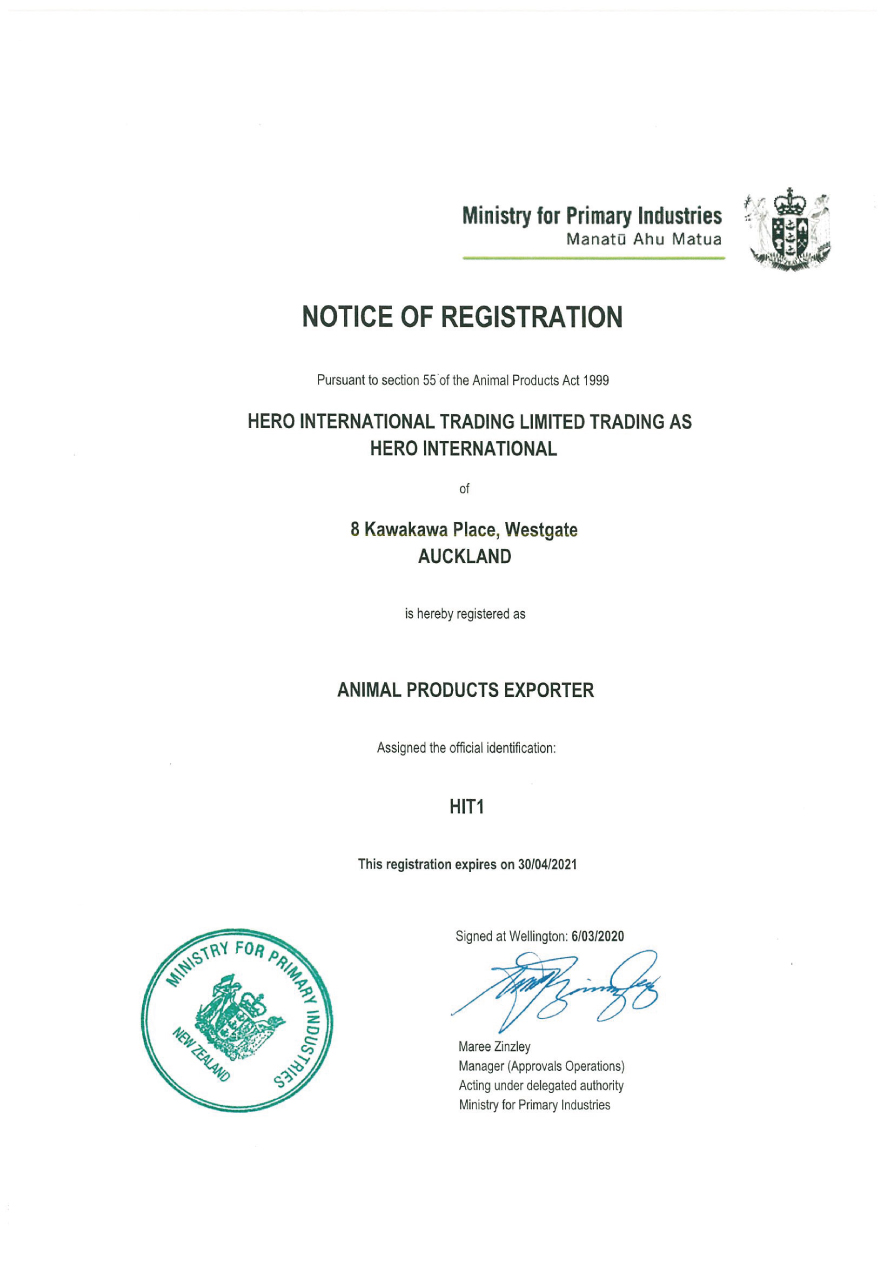 Ministry for Primary Industries
Manatū Ahu Matua
NOTICE OF REGISTRATION
Pursuant to section 55 of the Animal Products Act 1999
HERO INTERNATIONAL TRADING LIMITED TRADING AS
HERO INTERNATIONAL
of
8 Kawakawa Place, Westgate
AUCKLAND
is hereby registered as
ANIMAL PRODUCTS EXPORTER
Assigned the official identification:
HIT1
This registration expires on 30/04/2021
Signed at Wellington: 6/03/2020
Maree Zinzley
Manager (Approvals Operations)
Acting under delegated authority
Ministry for Primary Industries
MINISTRY FOR PRIMARY INDUSTRIES
NEW ZEALAND